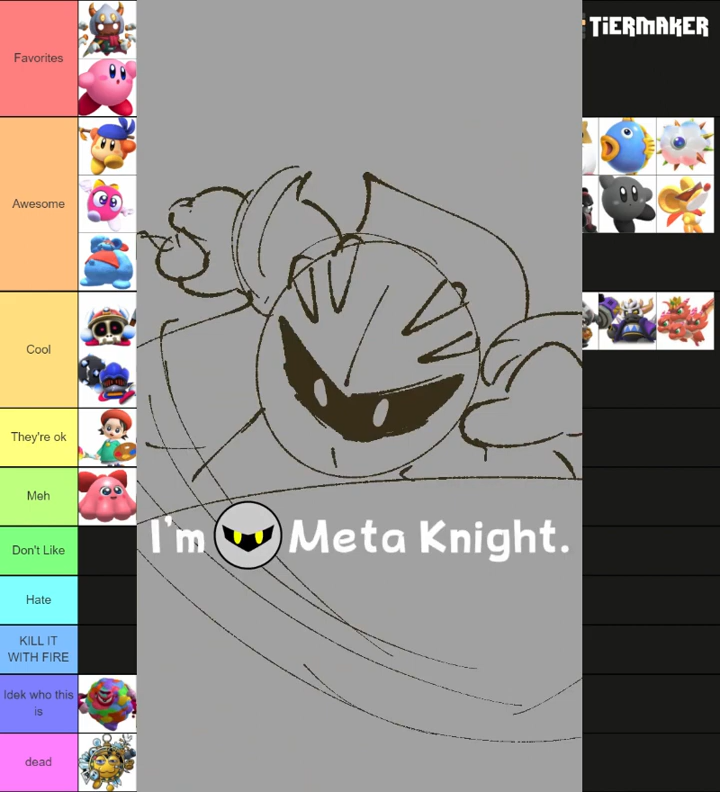 TiERMAKER
Favorites
Awesome
Cool
They're ok
Meh
I'm Meta Knight.
Don't Like
Hate
KILL IT
WITH FIRE
Idek who this
is
dead